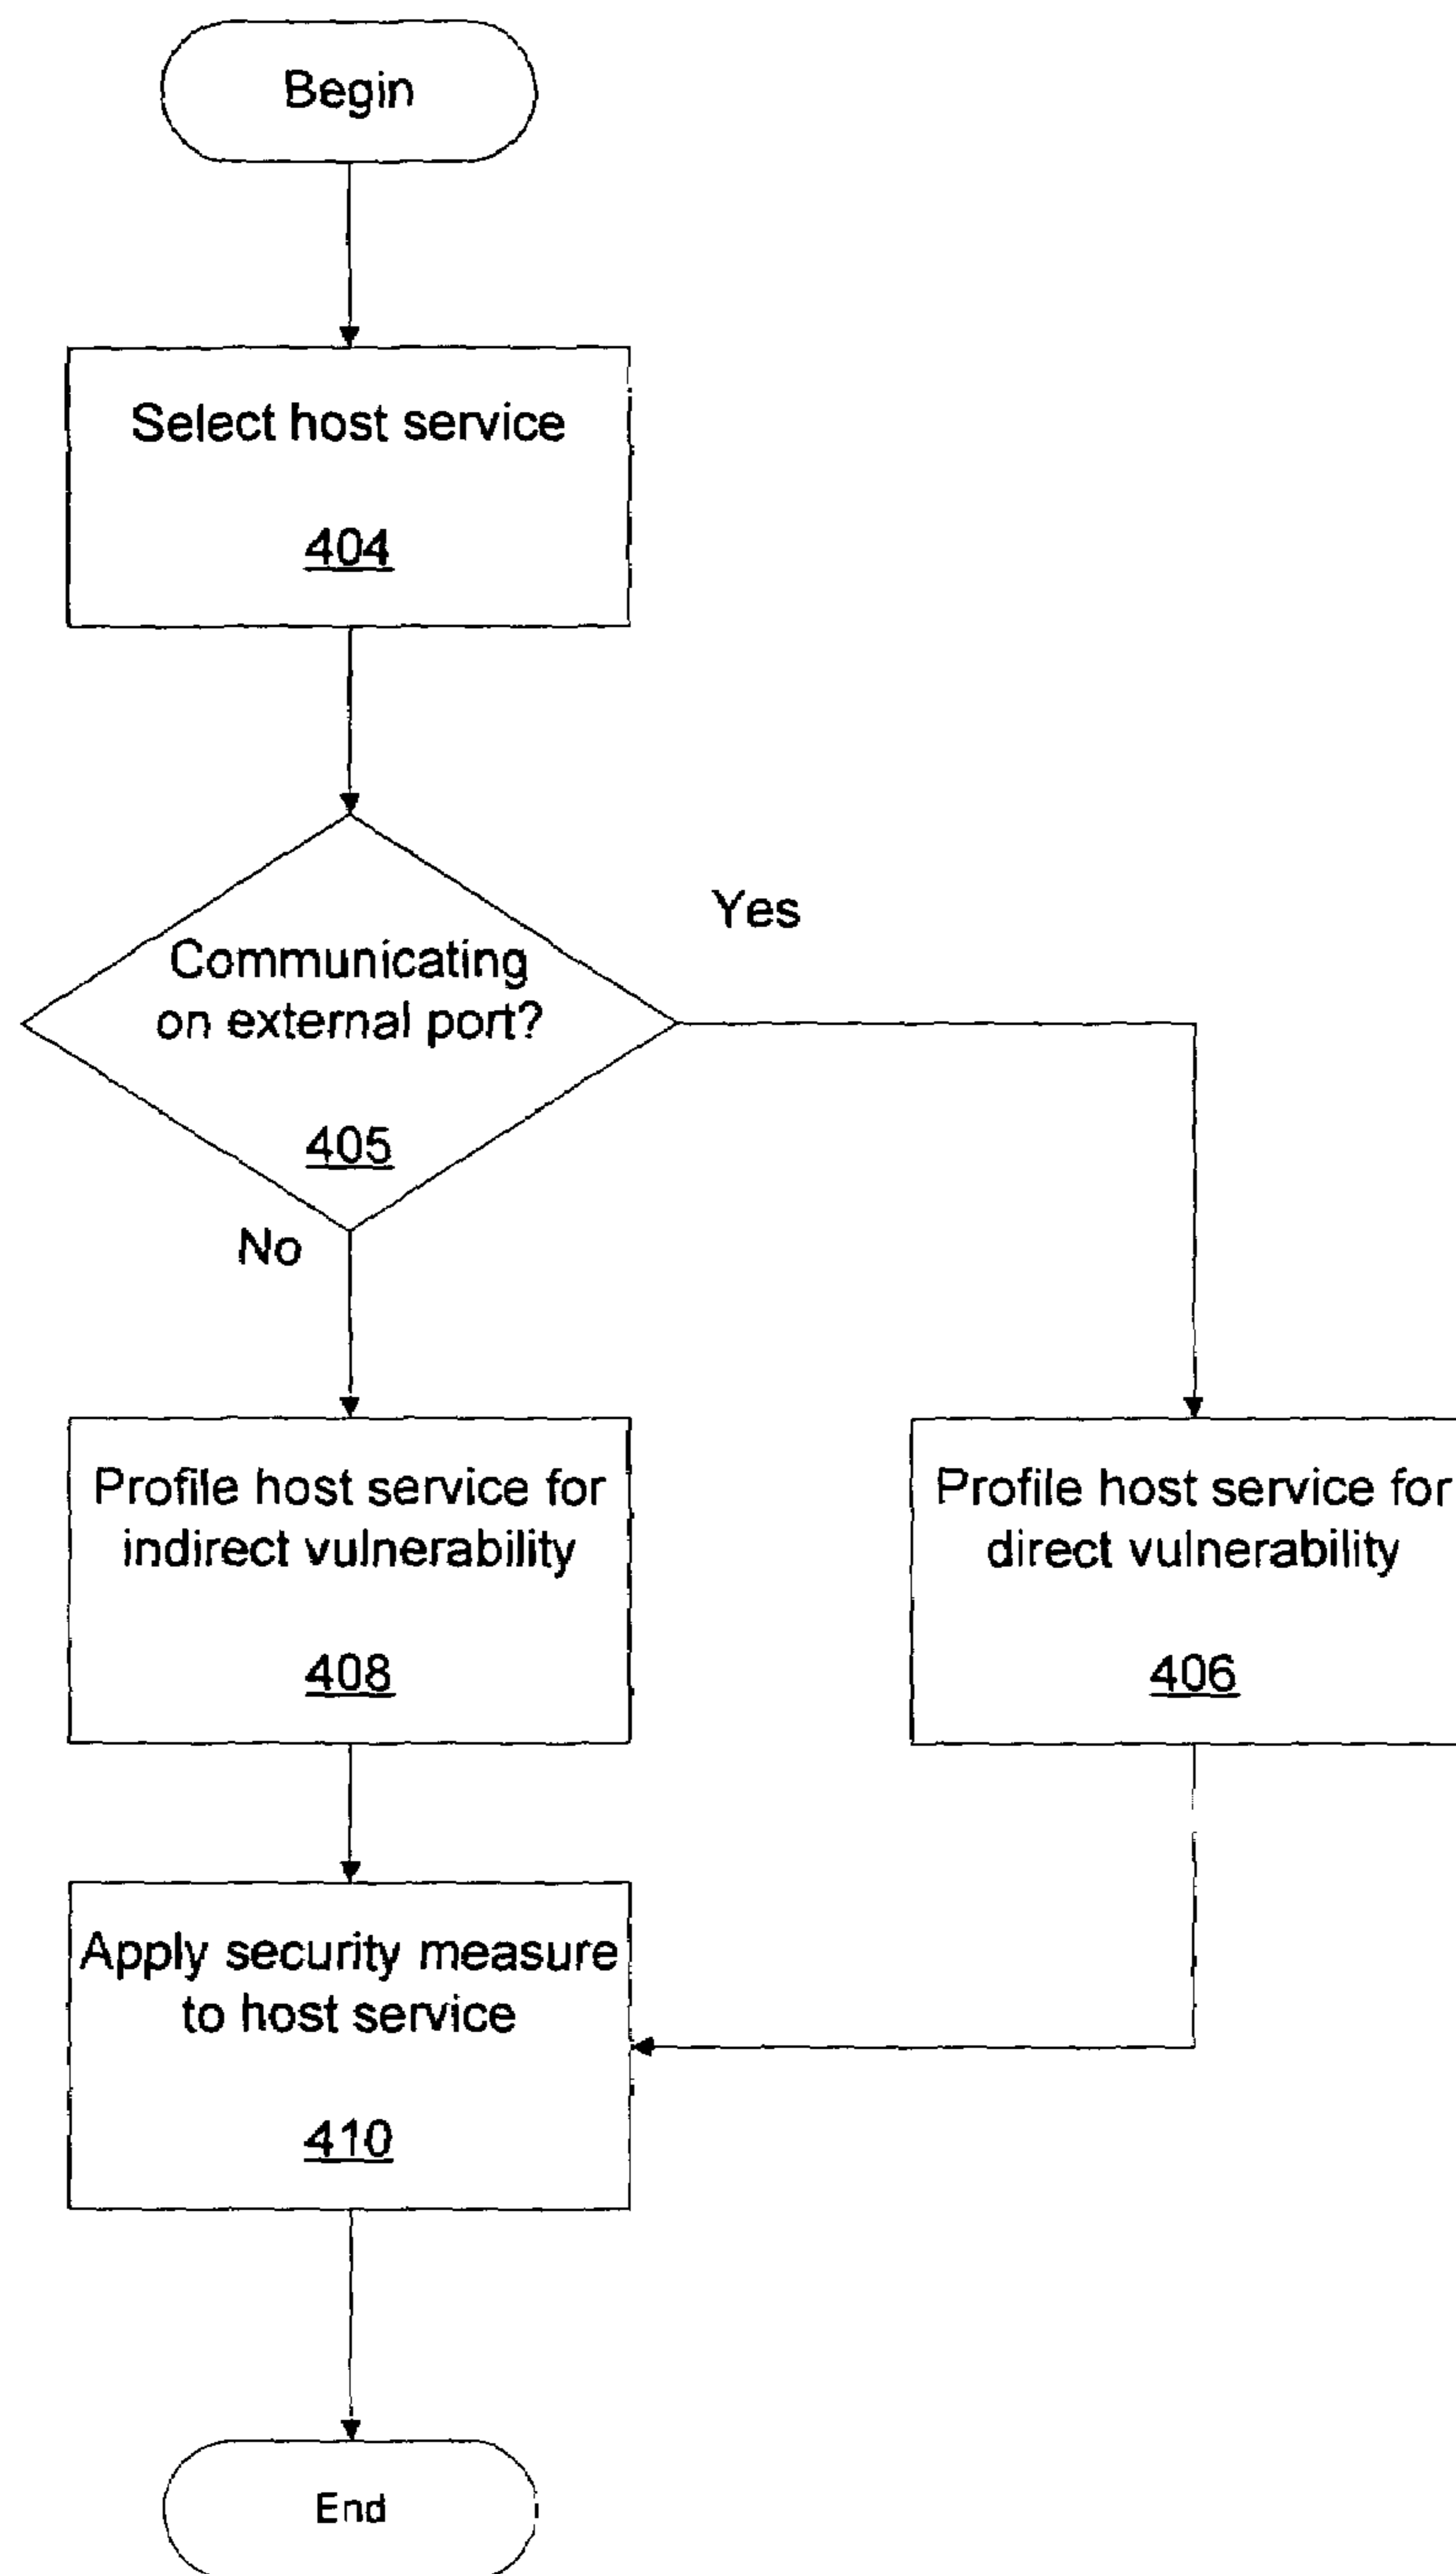 Begin
Select host service
404
Communicating
on external port?
405
Yes
No
Profile host service for
indirect vulnerability
408
Profile host service for
direct vulnerability
406
Apply security measure
to host service
410
End